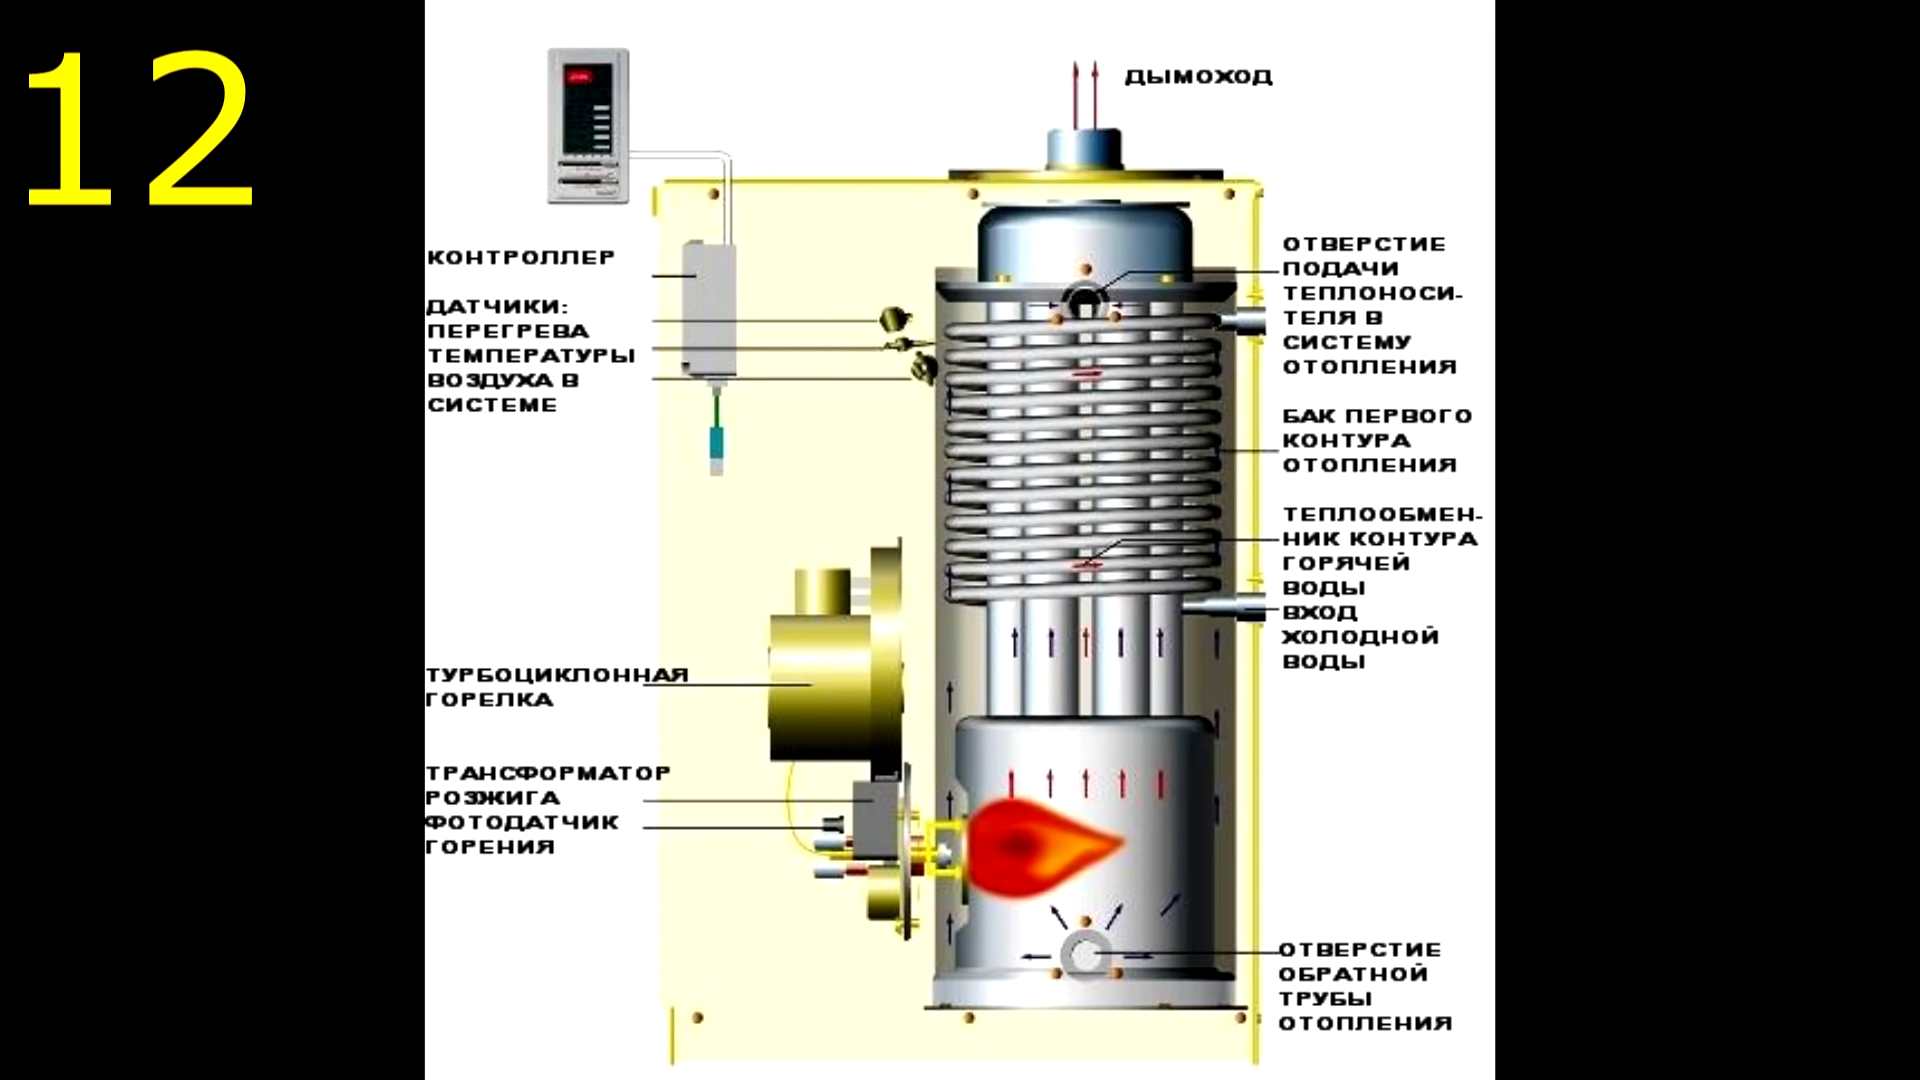 12
ДЫМОХОД
КОНТРОЛЛЕР
ДАТЧИКИ:
ПЕРЕГРЕВА
ТЕМПЕРАТУРЫ
ВОЗДУХА В
СИСТЕМЕ
ТУРБОЦИКЛОННАЯ
ГОРЕЛКА
ТРАНСФОРМАТОР
РОЗЖИГА
ФОТОДАТЧИК
ГОРЕНИЯ
ОТВЕРСТИЕ
ПОДАЧИ
ТЕПЛОНОСИ-
ТЕЛЯ В
СИСТЕМУ
ОТОПЛЕНИЯ
БАК ПЕРВОГО
КОНТУРА
ОТОПЛЕНИЯ
ТЕПЛООБМЕН-
НИК КОНТУРА
ГОРЯЧЕЙ
ВОДЫ
ВХОД
ХОЛОДНОЙ
ВОДЫ
ОТВЕРСТИЕ
ОБРАТНОЙ
ТРУБЫ
ОТОПЛЕНИЯ